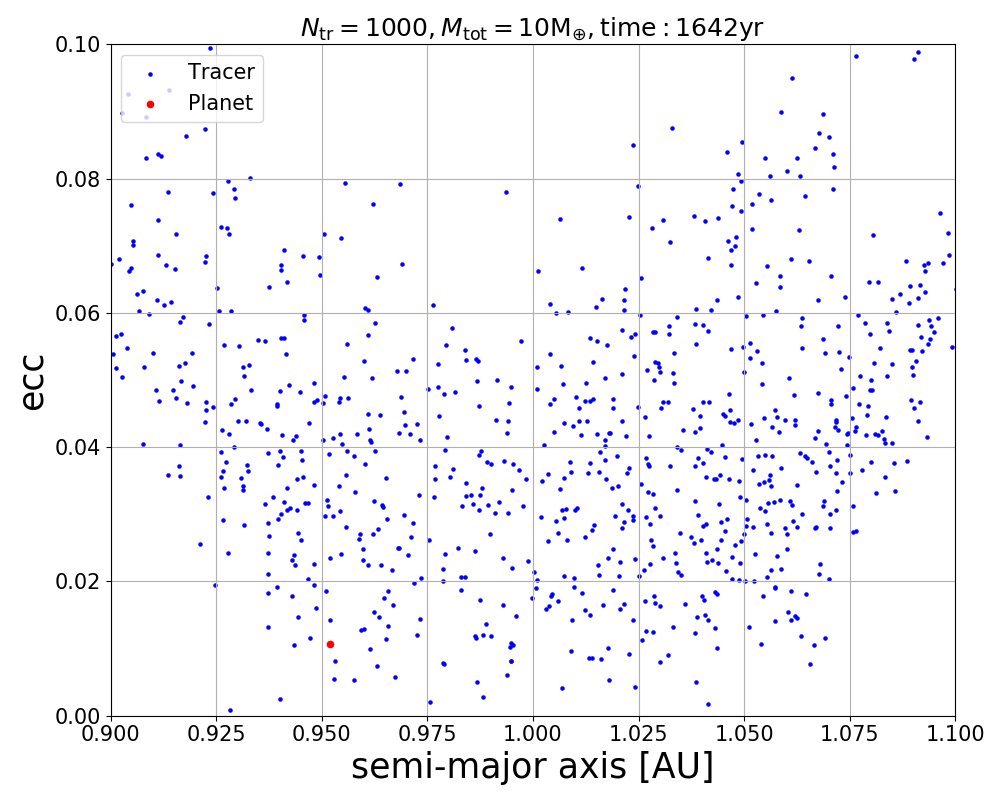 N_tr = 1000, M_tot = 10M_⊕, time : 1642yr
Tracer
Planet
ecc
0.10
0.08
0.06
0.04
0.02
0.00
0.900 0.925 0.950 0.975 1.000 1.025 1.050 1.075 1.100
semi-major axis [AU]